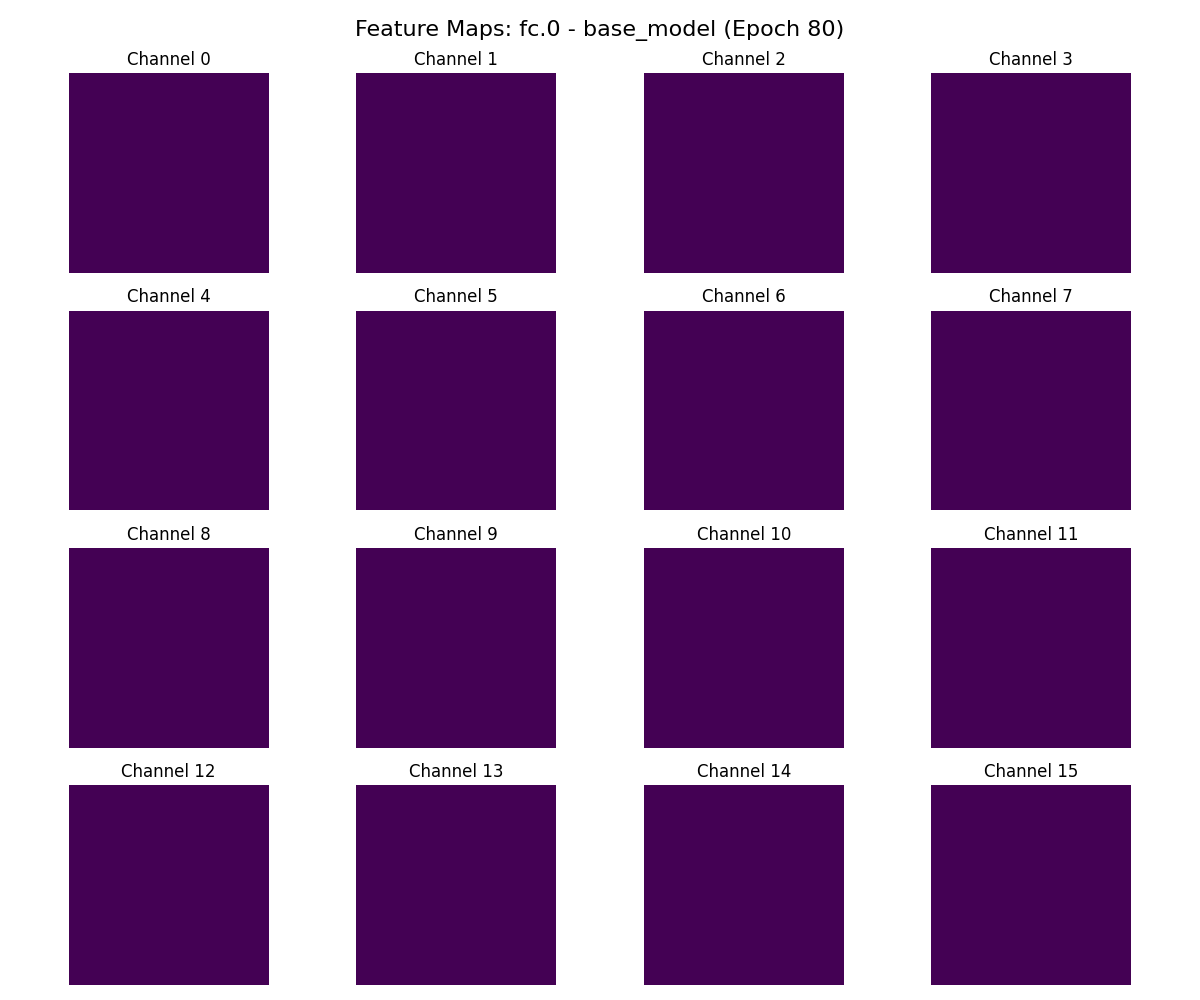 Feature Maps: fc.0 - base_model (Epoch 80)
Channel 0
Channel 1
Channel 2
Channel 3
Channel 4
Channel 5
Channel 6
Channel 7
Channel 8
Channel 9
Channel 10
Channel 11
Channel 12
Channel 13
Channel 14
Channel 15